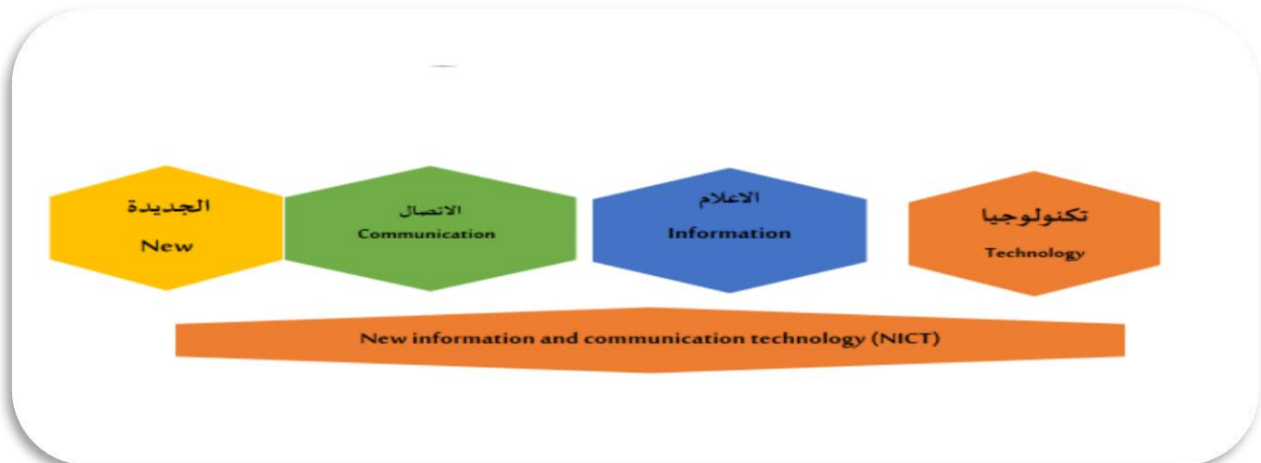 الجديدة
New
الاتصال
Communication
الاعلام
Information
تكنولوجيا
Technology
New information and communication technology (NICT)